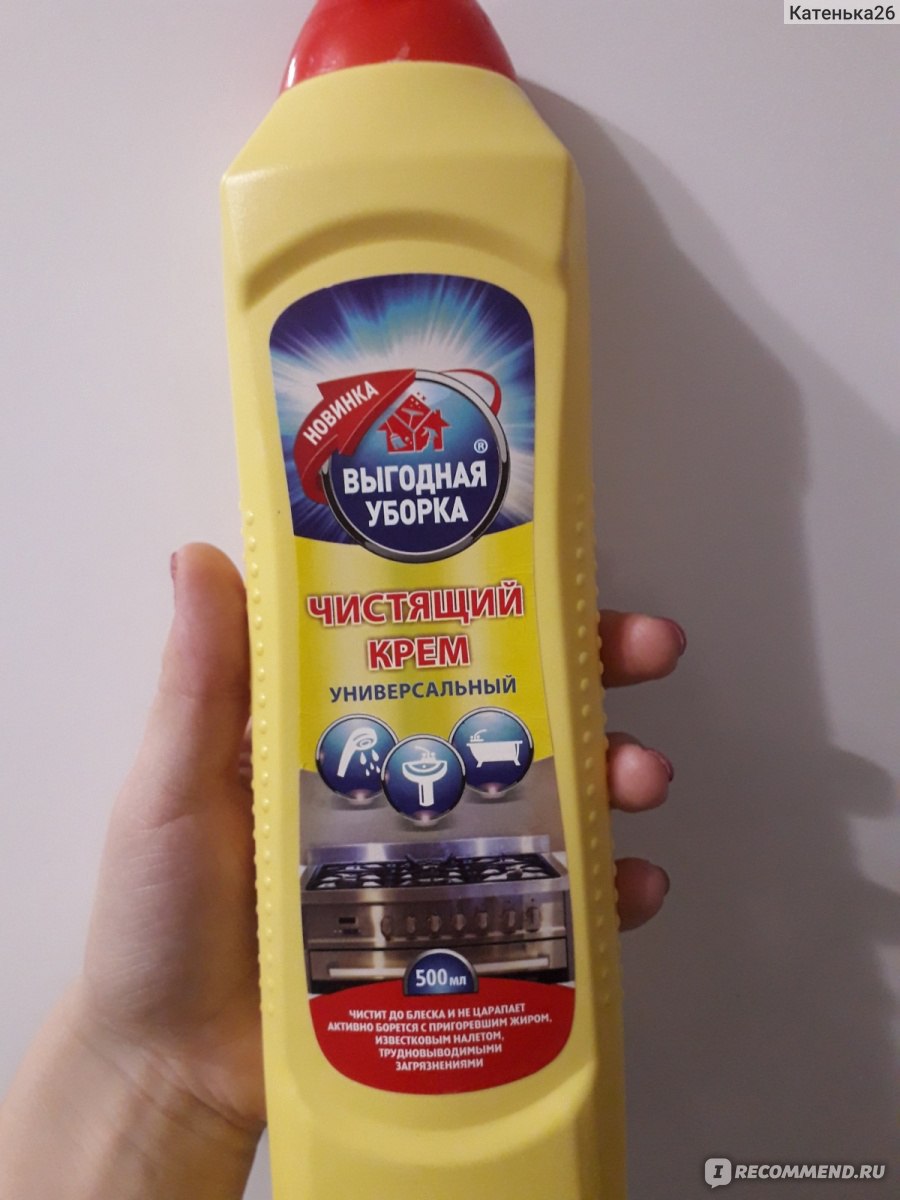 Катенька26
НОВИНКА
®
ВЫГОДНАЯ
УБОРКА
ЧИСТЯЩИЙ
КРЕМ
УНИВЕРСАЛЬНЫЙ
500 мл
ЧИСТИТ ДО БЛЕСКА И НЕ ЦАРАПАЕТ
АКТИВНО БОРЕТСЯ С ПРИГОРЕВШИМ ЖИРОМ,
ИЗВЕСТКОВЫМ НАЛЕТОМ,
ТРУДНОВЫВОДИМЫМИ
ЗАГРЯЗНЕНИЯМИ
IRECOMMEND.RU